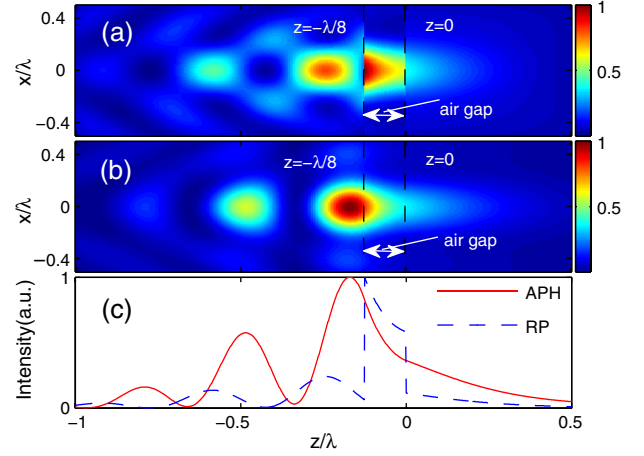 0.4
(a)
z=−λ/8
z=0
1
x/λ
0
0.5
air gap
−0.4
0.4
(b)
z=−λ/8
z=0
1
x/λ
0
0.5
air gap
−0.4
1
(c)
APH
RP
Intensity(a.u.)
0
−1
−0.5
0
0.5
z/λ